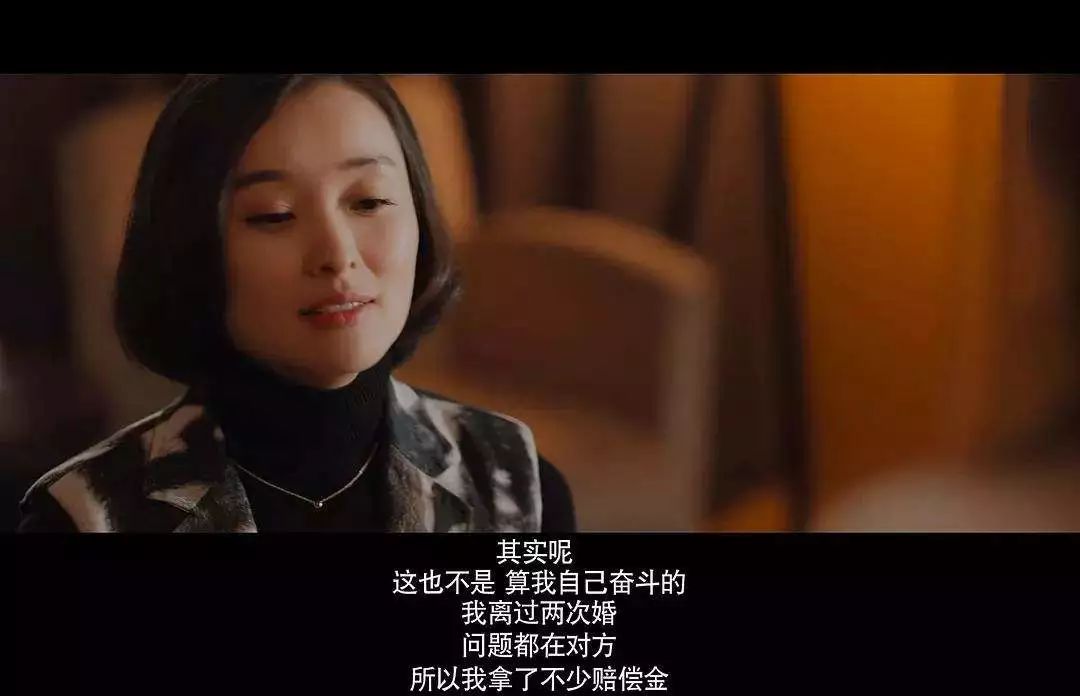 其实呢
这也不是 算我自己奋斗的
我离过两次婚
问题都在对方
所以我拿了不少赔偿金